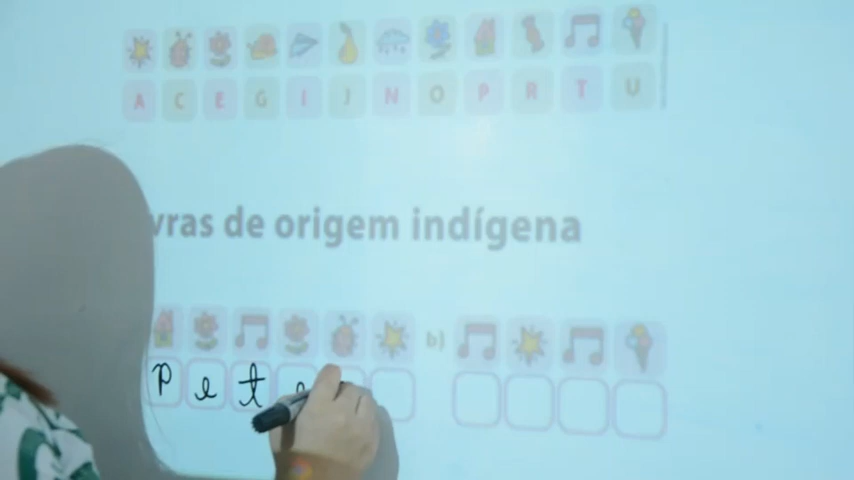 A C E G I J N O P R T U
vras de origem indígena
b)
P e t e